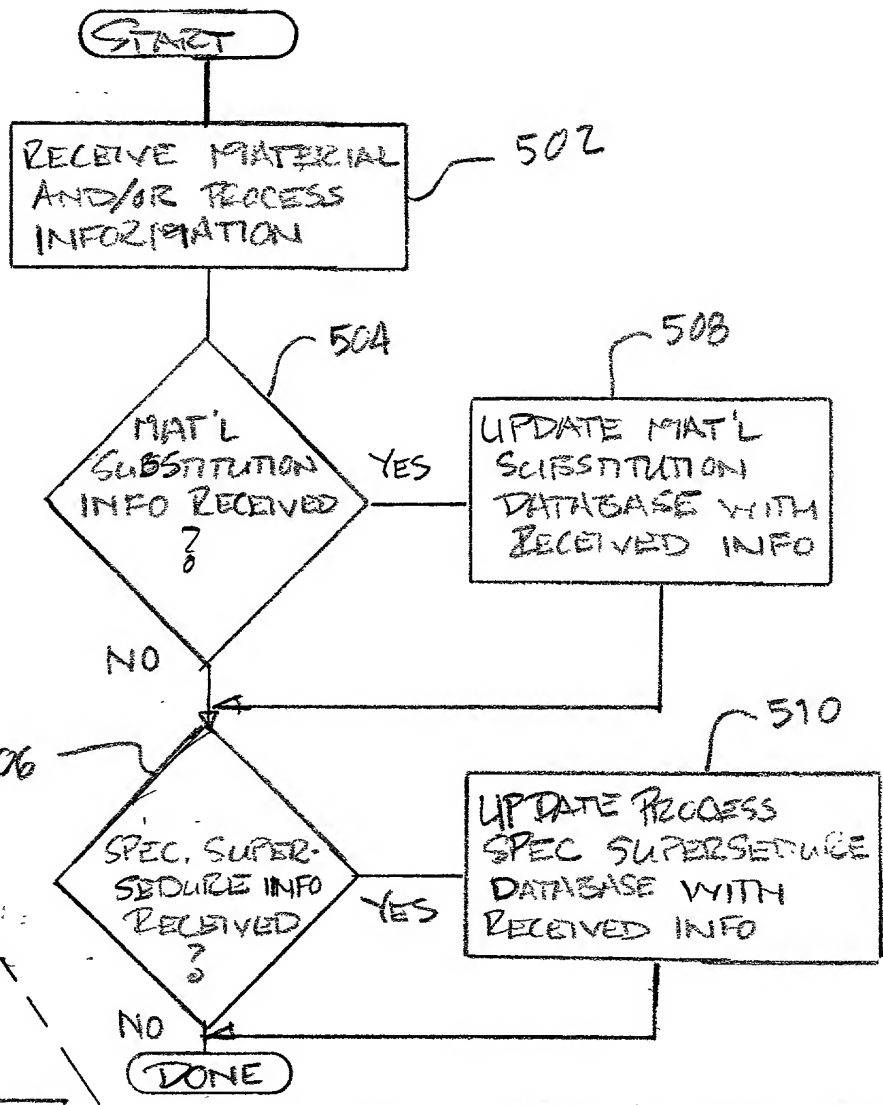 START
RECEIVE MATERIAL
AND/OR PROCESS
INFORMATION
502
504
MAT'L
SUBSTITUTION
INFO RECEIVED
?
YES
NO
508
UPDATE MAT'L
SUBSTITUTION
DATABASE WITH
RECEIVED INFO
06
SPEC. SUPER-
SEDURE INFO
RECEIVED
?
YES
NO
510
UPDATE PROCESS
SPEC SUPERSEDURE
DATABASE WITH
RECEIVED INFO
DONE